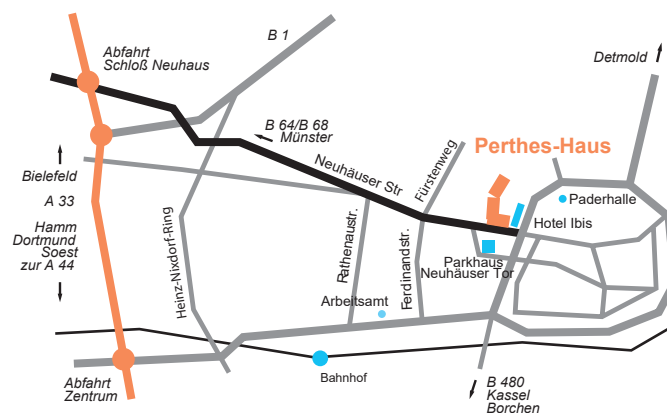 B 1
Abfahrt
Schloß Neuhaus
Detmold
B 64/B 68
Münster
Perthes-Haus
Neuhäuser Str
Fürstenweg
Bielefeld
A 33
Hamm
Dortmund
Soest
zur A 44
Paderhalle
Hotel Ibis
Heinz-Nixdorf-Ring
Rathenaustr.
Ferdinandstr.
Parkhaus
Neuhäuser Tor
Arbeitsamt
Bahnhof
Abfahrt
Zentrum
B 480
Kassel
Borchen